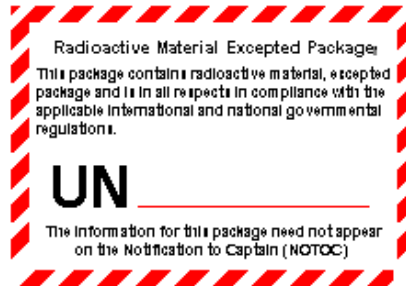 Radioactive Material Excepted Package
This package contains radioactive material, excepted
package and is in all respects in compliance with the
applicable international and national governmental
regulations.
UN
The information for this package need not appear
on the Notification to Captain (NOTOC)